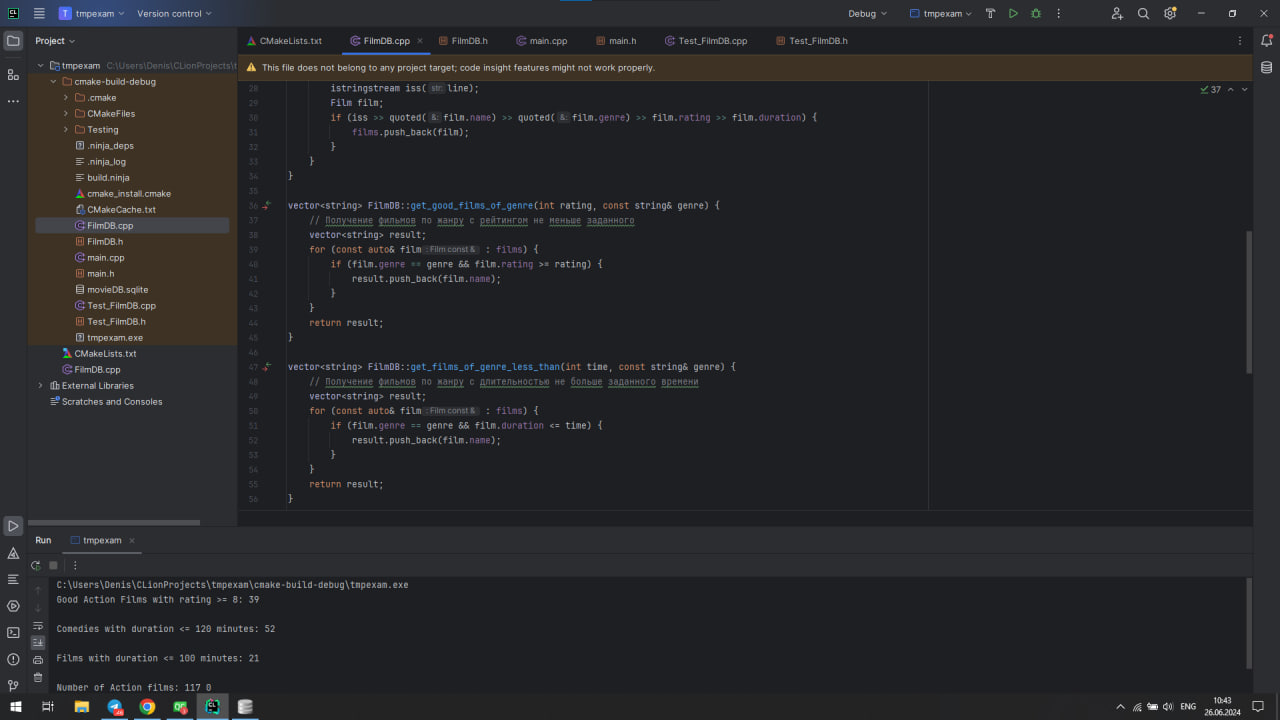 T tmpexam
Version control
Debug
tmpexam
Project
CMakeLists.txt
FilmDB.cpp
FilmDB.h
main.cpp
main.h
Test_FilmDB.cpp
Test_FilmDB.h
tmpexam C:\Users\Denis\CLionProjects\t
cmake-build-debug
.cmake
CMakeFiles
Testing
.ninja_deps
.ninja_log
build.ninja
cmake_install.cmake
CMakeCache.txt
FilmDB.cpp
FilmDB.h
main.cpp
main.h
movieDB.sqlite
Test_FilmDB.cpp
Test_FilmDB.h
tmpexam.exe
CMakeLists.txt
FilmDB.cpp
External Libraries
Scratches and Consoles
This file does not belong to any project target; code insight features might not work properly.
37
28 istringstream iss( str: line);
29 Film film;
30 if (iss >> quoted( &: film.name) >> quoted( &: film.genre) >> film.rating >> film.duration) {
31 films.push_back(film);
32 }
33 }
34 }
35
36 vector<string> FilmDB::get_good_films_of_genre(int rating, const string& genre) {
37 // Получение фильмов по жанру с рейтингом не меньше заданного
38 vector<string> result;
39 for (const auto& film : Film const & : films) {
40 if (film.genre == genre && film.rating >= rating) {
41 result.push_back(film.name);
42 }
43 }
44 return result;
45 }
46
47 vector<string> FilmDB::get_films_of_genre_less_than(int time, const string& genre) {
48 // Получение фильмов по жанру с длительностью не больше заданного времени
49 vector<string> result;
50 for (const auto& film : Film const & : films) {
51 if (film.genre == genre && film.duration <= time) {
52 result.push_back(film.name);
53 }
54 }
55 return result;
56 }
Run
tmpexam
C:\Users\Denis\CLionProjects\tmpexam\cmake-build-debug\tmpexam.exe
Good Action Films with rating >= 8: 39
Comedies with duration <= 120 minutes: 52
Films with duration <= 100 minutes: 21
Number of Action films: 117 0
ENG
10:43
26.06.2024